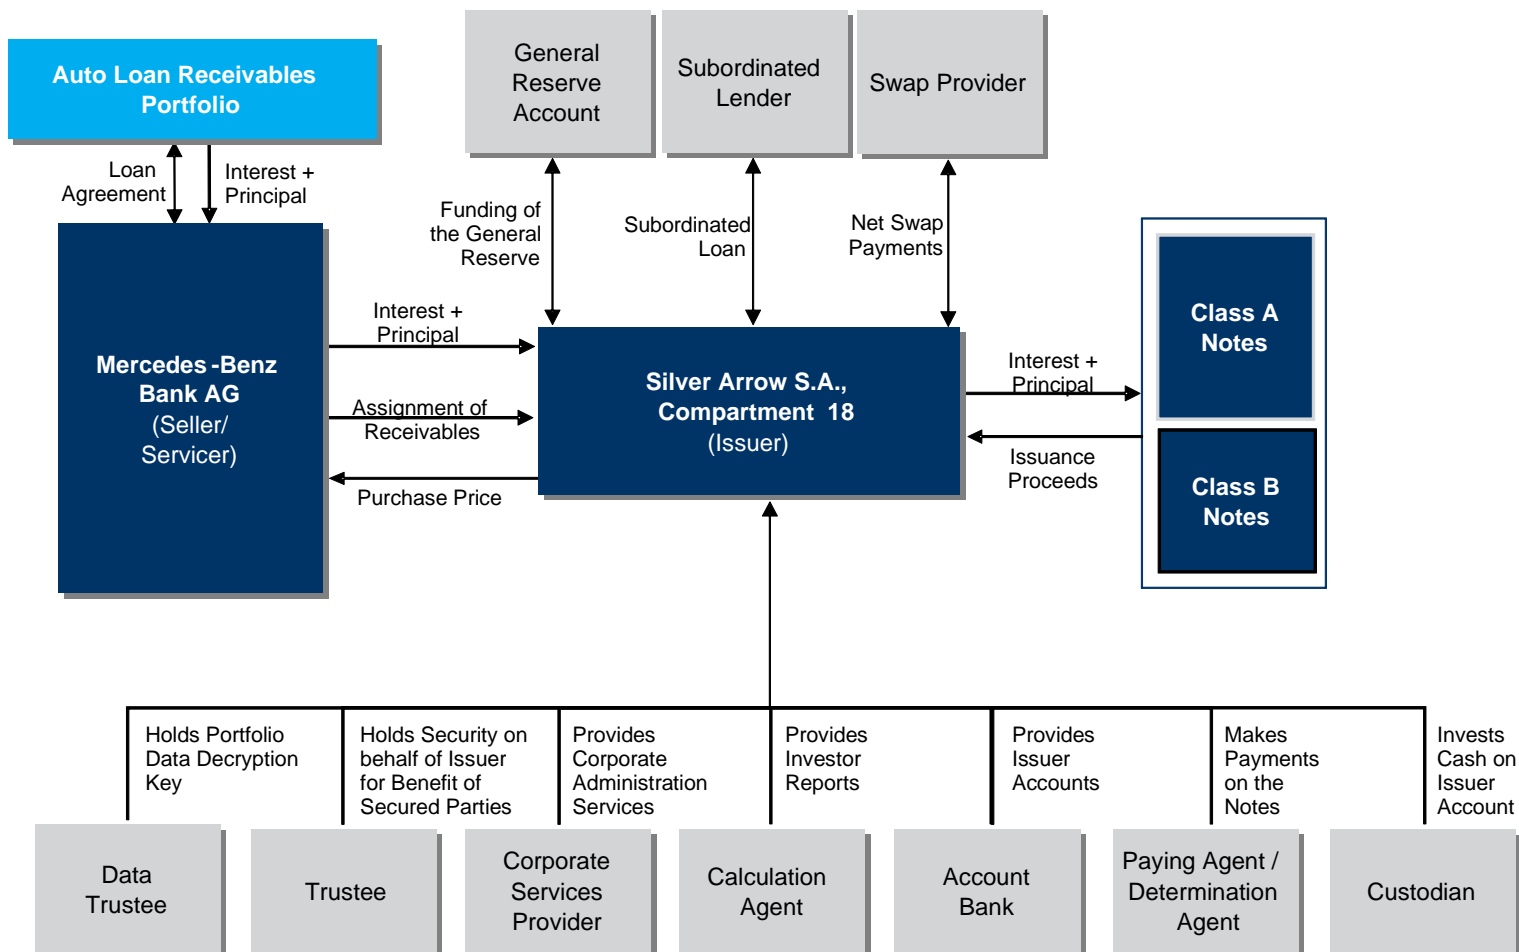 Auto Loan Receivables
Portfolio
General
Reserve
Account
Subordinated
Lender
Swap Provider
Loan
Agreement
Interest +
Principal
Funding of
the General
Reserve
Subordinated
Loan
Net Swap
Payments
Mercedes -Benz
Bank AG
(Seller/
Servicer)
Interest +
Principal
Assignment of
Receivables
Purchase Price
Silver Arrow S.A.,
Compartment 18
(Issuer)
Interest +
Principal
Issuance
Proceeds
Class A
Notes
Class B
Notes
Holds Portfolio
Data Decryption
Key
Holds Security on
behalf of Issuer
for Benefit of
Secured Parties
Provides
Corporate
Administration
Services
Provides
Investor
Reports
Provides
Issuer
Accounts
Makes
Payments
on the
Notes
Invests
Cash on
Issuer
Account
Data
Trustee
Trustee
Corporate
Services
Provider
Calculation
Agent
Account
Bank
Paying Agent /
Determination
Agent
Custodian